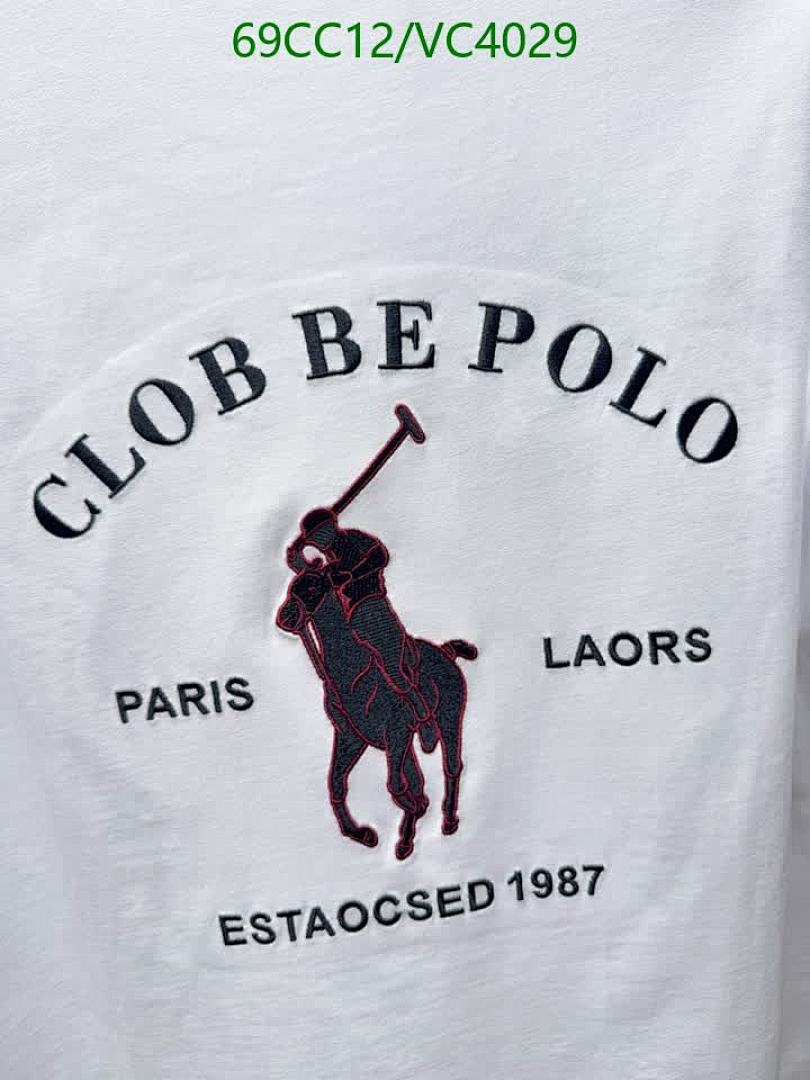 69CC12/VC4029
CLOB BE POLO
PARIS
LAORS
ESTAOCSED 1987